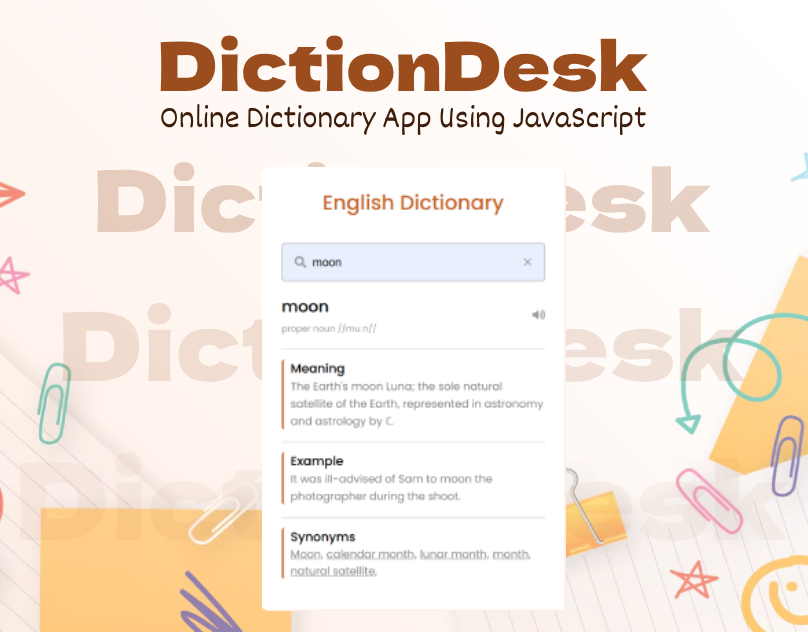 DictionDesk
Online Dictionary App Using JavaScript
English Dictionary
moon
moon
proper noun //muːn//
Meaning
The Earth's moon Luna; the sole natural
satellite of the Earth, represented in astronomy
and astrology by ☾.
Example
It was ill-advised of Sam to moon the
photographer during the shoot.
Synonyms
Moon, calendar month, lunar month, month,
natural satellite,